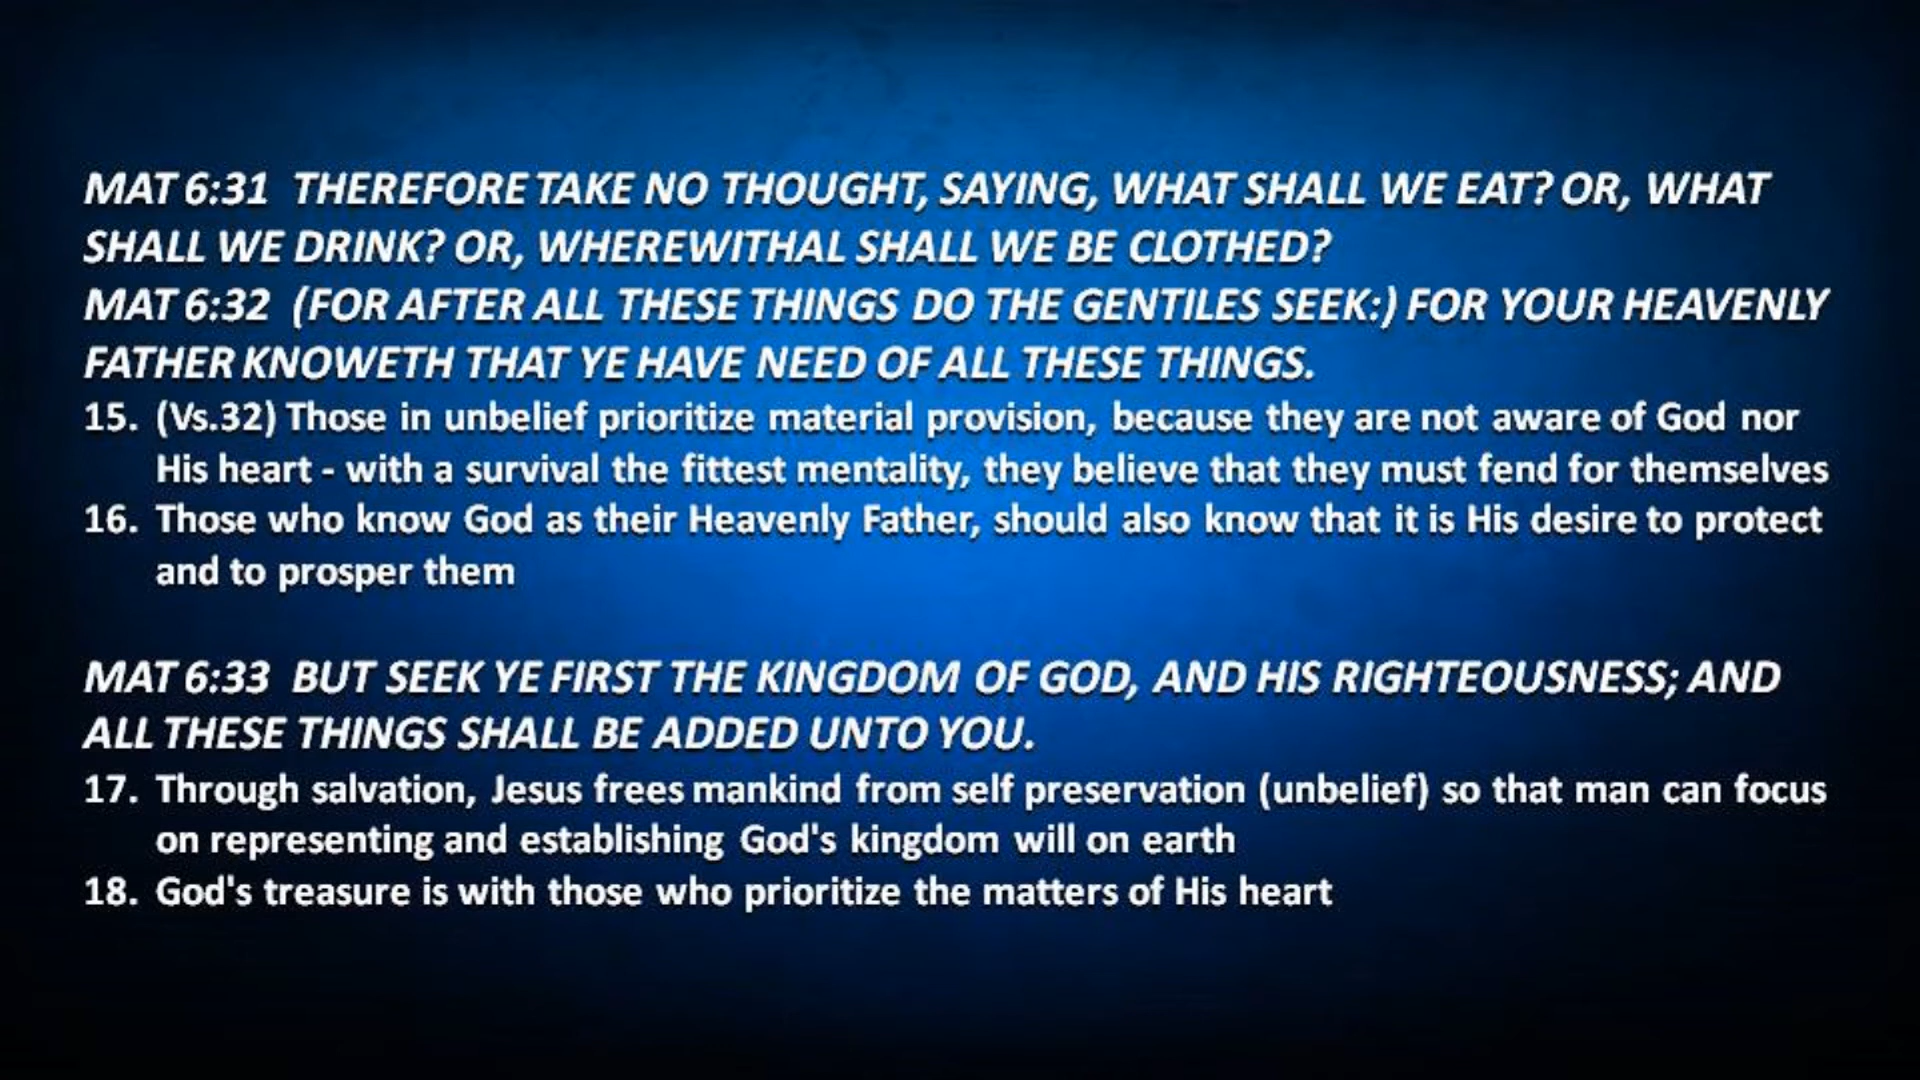 MAT 6:31 THEREFORE TAKE NO THOUGHT, SAYING, WHAT SHALL WE EAT? OR, WHAT
SHALL WE DRINK? OR, WHEREWITHAL SHALL WE BE CLOTHED?
MAT 6:32 (FOR AFTER ALL THESE THINGS DO THE GENTILES SEEK:) FOR YOUR HEAVENLY
FATHER KNOWETH THAT YE HAVE NEED OF ALL THESE THINGS.
15. (Vs.32) Those in unbelief prioritize material provision, because they are not aware of God nor
His heart - with a survival the fittest mentality, they believe that they must fend for themselves
16. Those who know God as their Heavenly Father, should also know that it is His desire to protect
and to prosper them
MAT 6:33 BUT SEEK YE FIRST THE KINGDOM OF GOD, AND HIS RIGHTEOUSNESS; AND
ALL THESE THINGS SHALL BE ADDED UNTO YOU.
17. Through salvation, Jesus frees mankind from self preservation (unbelief) so that man can focus
on representing and establishing God's kingdom will on earth
18. God's treasure is with those who prioritize the matters of His heart